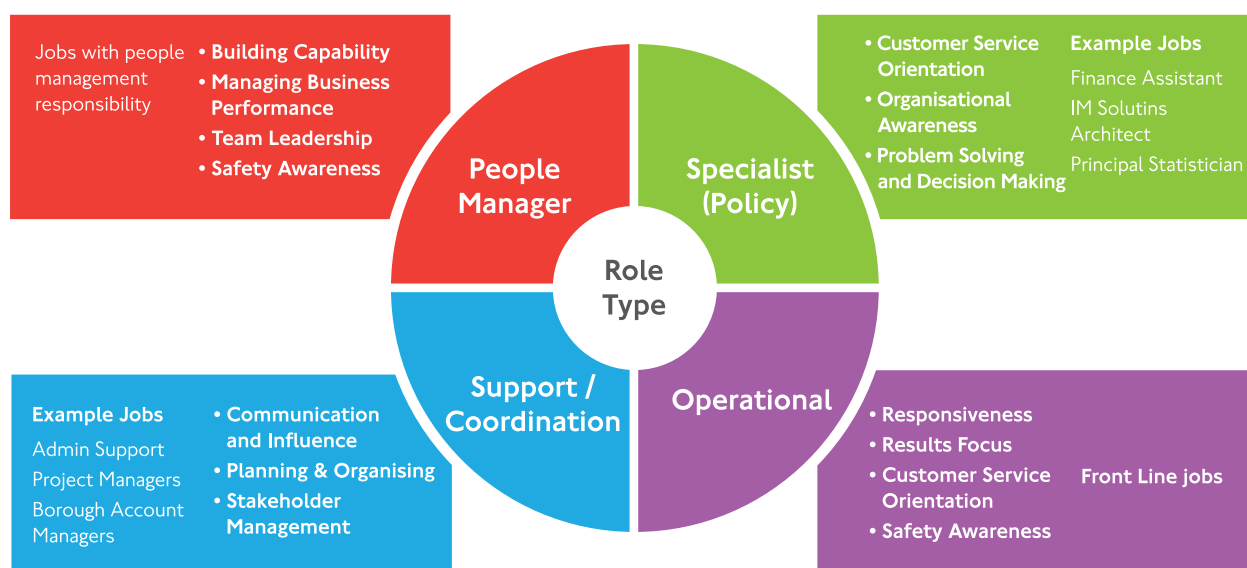 Jobs with people
management
responsibility
• Building Capability
• Managing Business
Performance
• Team Leadership
• Safety Awareness
People
Manager
Specialist
(Policy)
• Customer Service
Orientation
• Organisational
Awareness
• Problem Solving
and Decision Making
Example Jobs
Finance Assistant
IM Solutins
Architect
Principal Statistician
Role
Type
Example Jobs
Admin Support
Project Managers
Borough Account
Managers
• Communication
and Influence
• Planning & Organising
• Stakeholder
Management
Support /
Coordination
Operational
• Responsiveness
• Results Focus
• Customer Service
Orientation
• Safety Awareness
Front Line jobs